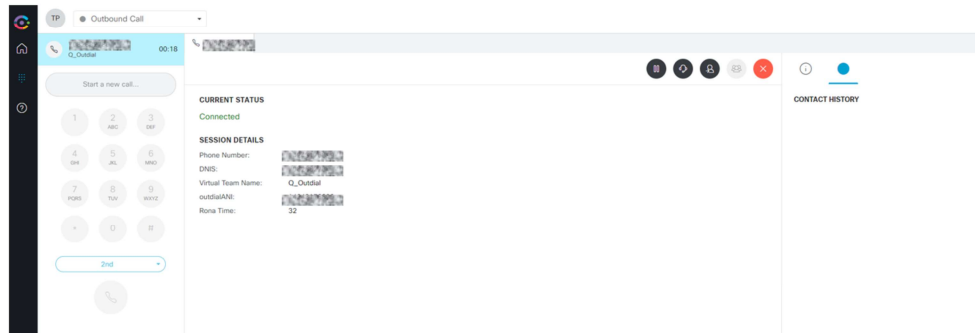 TP
Outbound Call
Q_Outdial
00:18
Start a new call...
1
2
ABC
3
DEF
4
GHI
5
JKL
6
MNO
7
PQRS
8
TUV
9
WXYZ
*
0
#
2nd
CURRENT STATUS
Connected
SESSION DETAILS
Phone Number:
DNIS:
Virtual Team Name: Q_Outdial
outdialANI:
Rona Time: 32
CONTACT HISTORY